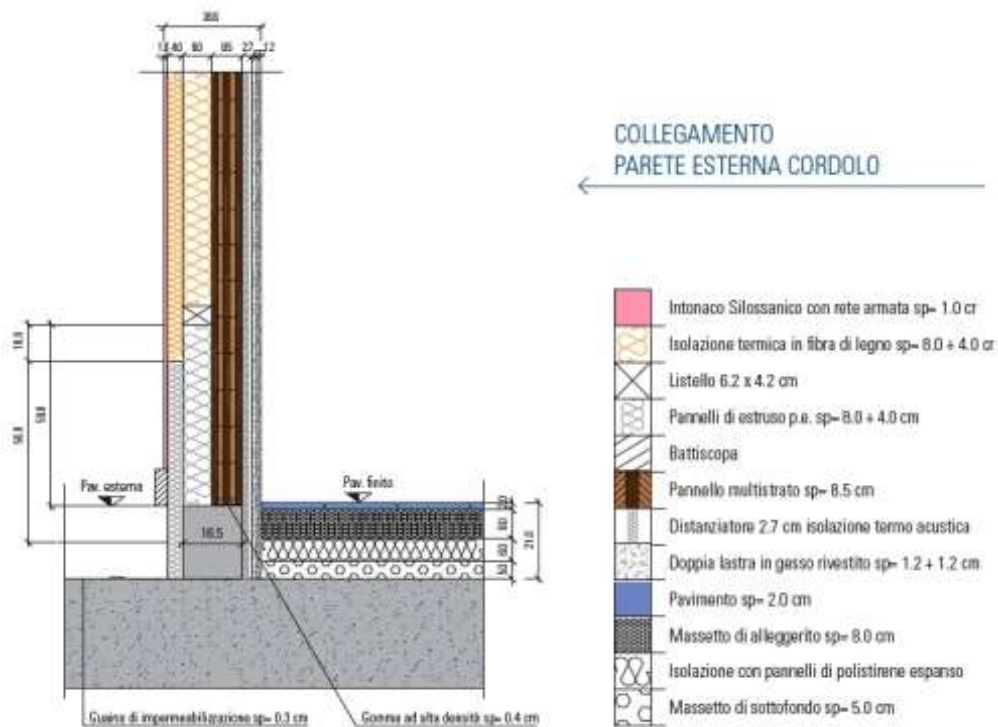 COLLEGAMENTO
PARETE ESTERNA CORDOLO
Intonaco Silossanico con rete armata sp= 1.0 cr
Isolazione termica in fibra di legno sp= 8.0 + 4.0 cr
Listello 6.2 x 4.2 cm
Pannelli di estruso p.e. sp= 8.0 + 4.0 cm
Battiscopa
Pannello multistrato sp= 8.5 cm
Distanziatore 2.7 cm isolazione termo acustica
Doppia lastra in gesso rivestito sp= 1.2 + 1.2 cm
Pavimento sp= 2.0 cm
Massetto di alleggerito sp= 8.0 cm
Isolazione con pannelli di polistirene espanso
Massetto di sottofondo sp= 5.0 cm
Pav. esterna
Pav. finito
16.5
21.0
Guaina di impermeabilizzazione sp= 0.3 cm
Gomma ad alta densità sp= 0.4 cm